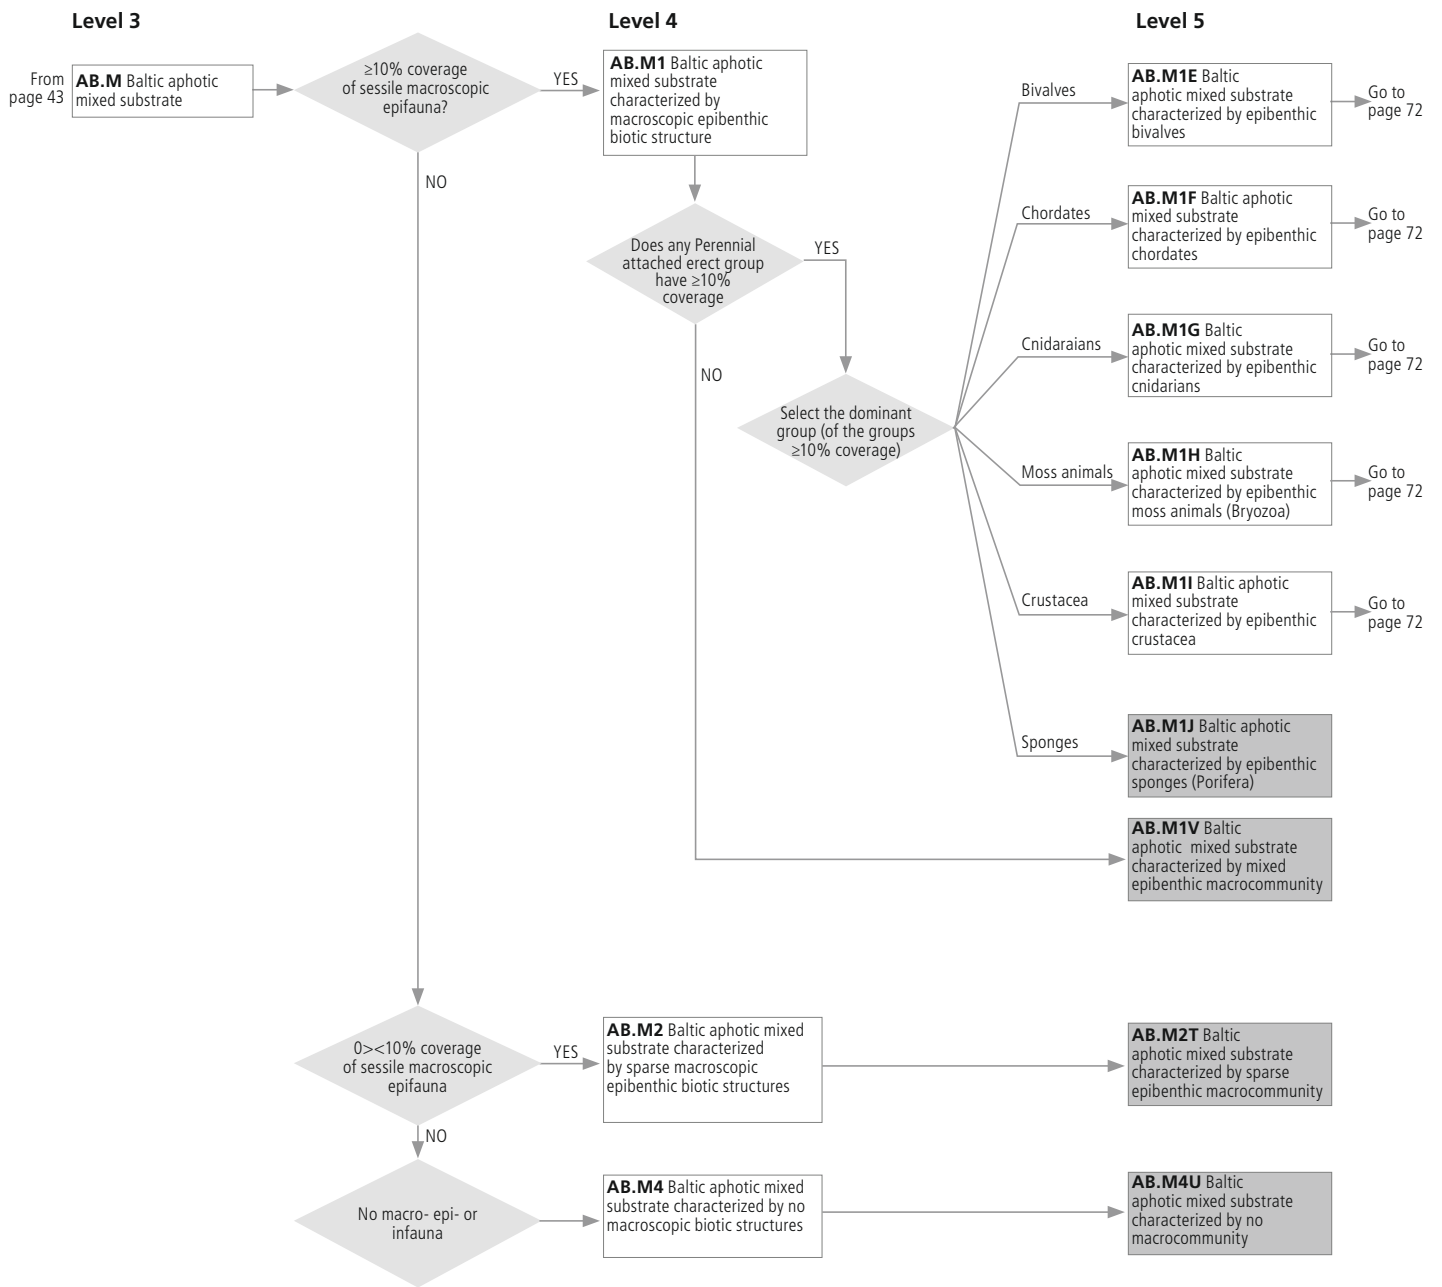 Level 3
Level 4
Level 5
From
page 43
AB.M Baltic aphotic
mixed substrate
≥10% coverage
of sessile macroscopic
epifauna?
YES
AB.M1 Baltic aphotic
mixed substrate
characterized by
macroscopic epibenthic
biotic structure
NO
Does any Perennial
attached erect group
have ≥10%
coverage
YES
NO
Select the dominant
group (of the groups
≥10% coverage)
Bivalves
AB.M1E Baltic
aphotic mixed substrate
characterized by epibenthic
bivalves
Go to
page 72
Chordates
AB.M1F Baltic aphotic
mixed substrate
characterized by epibenthic
chordates
Go to
page 72
Cnidaraians
AB.M1G Baltic
aphotic mixed substrate
characterized by epibenthic
cnidarians
Go to
page 72
Moss animals
AB.M1H Baltic
aphotic mixed substrate
characterized by epibenthic
moss animals (Bryozoa)
Go to
page 72
Crustacea
AB.M1I Baltic aphotic
mixed substrate
characterized by epibenthic
crustacea
Go to
page 72
Sponges
AB.M1J Baltic aphotic
mixed substrate
characterized by epibenthic
sponges (Porifera)
AB.M1V Baltic
aphotic mixed substrate
characterized by mixed
epibenthic macrocommunity
0><10% coverage
of sessile macroscopic
epifauna
YES
AB.M2 Baltic aphotic mixed
substrate characterized
by sparse macroscopic
epibenthic biotic structures
AB.M2T Baltic
aphotic mixed substrate
characterized by sparse
epibenthic macrocommunity
NO
No macro- epi- or
infauna
AB.M4 Baltic aphotic mixed
substrate characterized by no
macroscopic biotic structures
AB.M4U Baltic
aphotic mixed substrate
characterized by no
macrocommunity